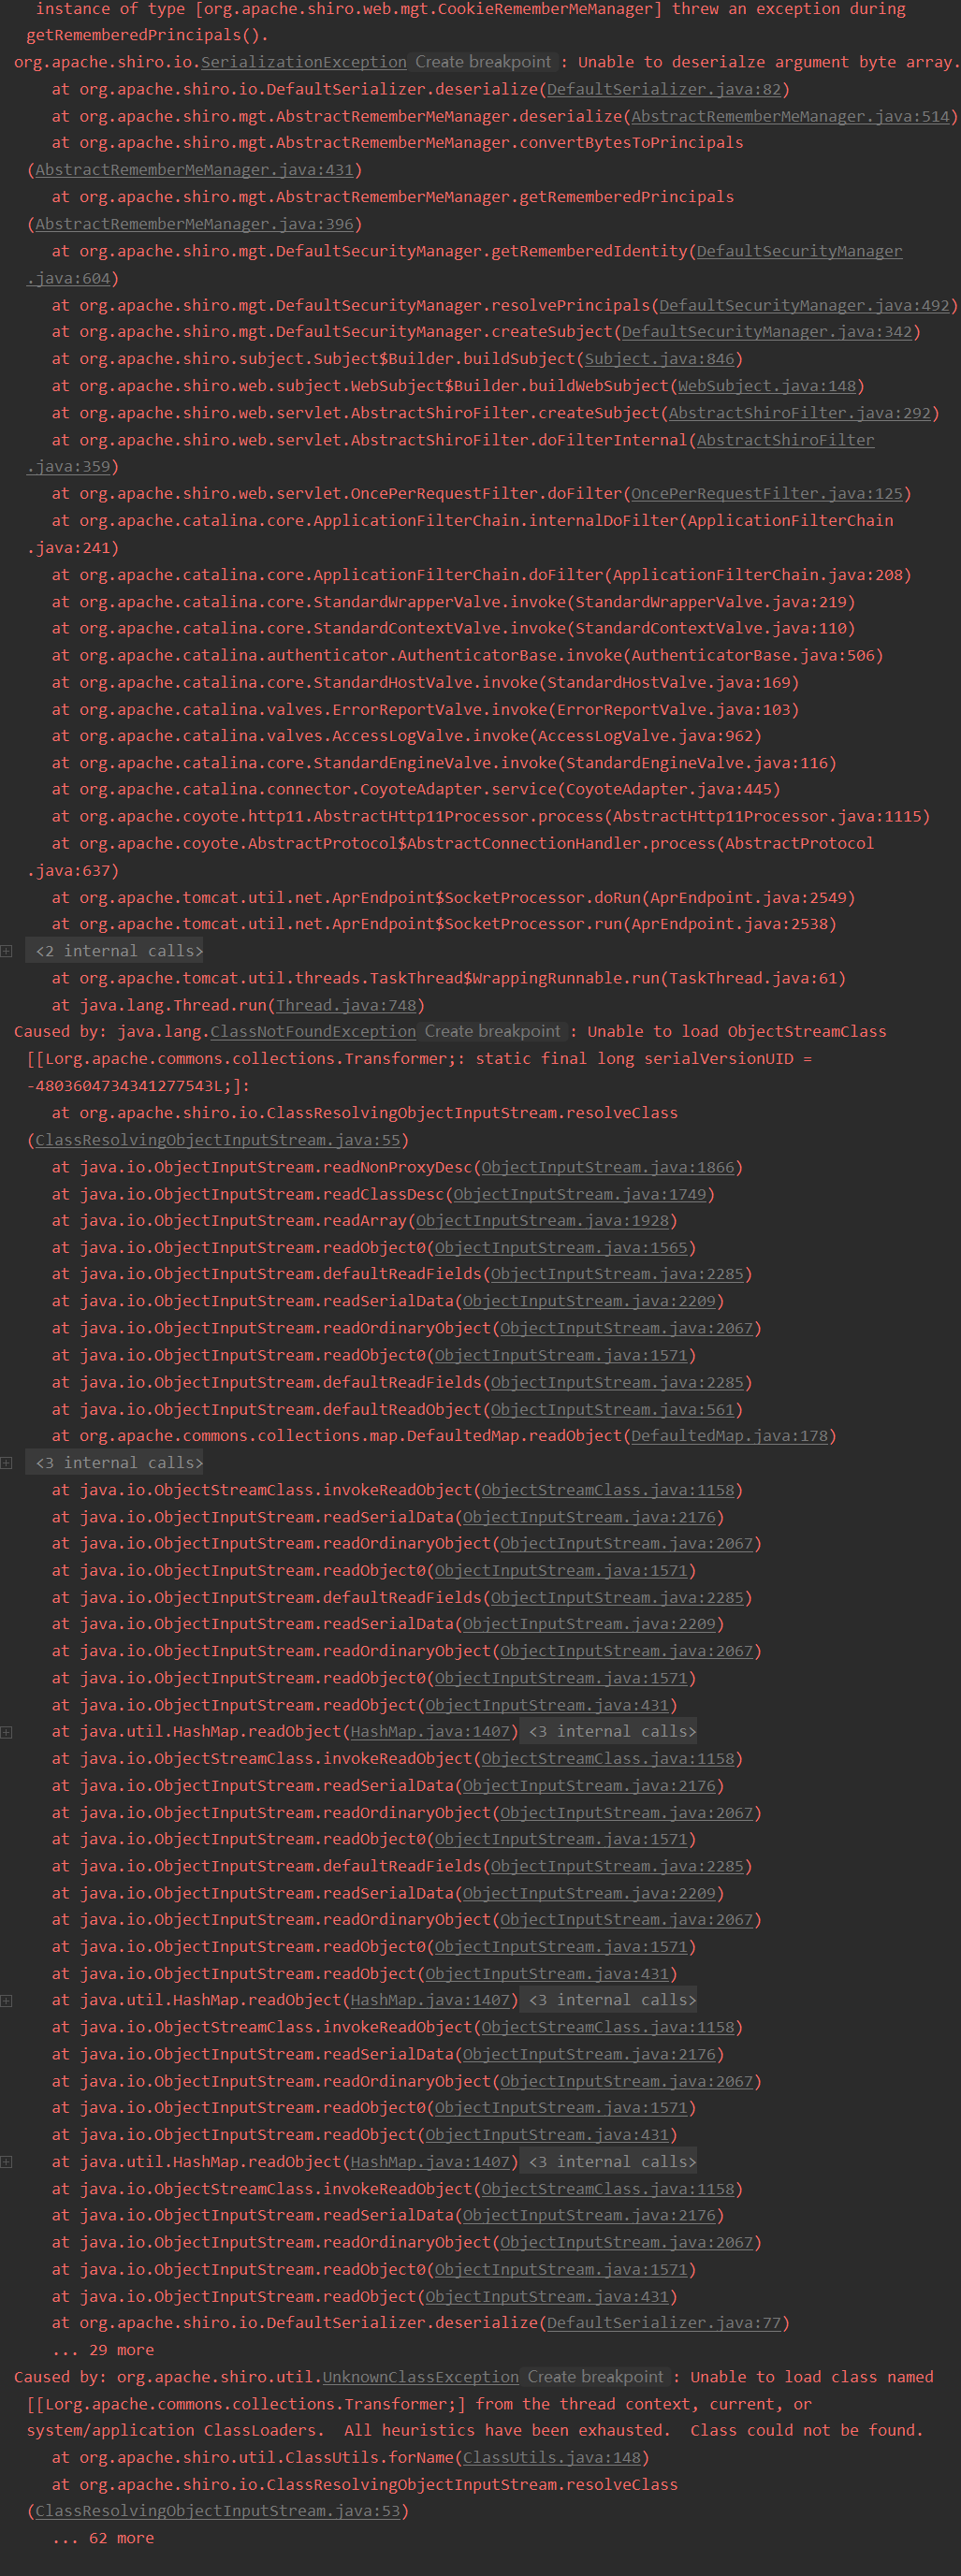 instance of type [org.apache.shiro.web.mgt.CookieRememberMeManager] threw an exception during
getRememberedPrincipals().
org.apache.shiro.io.SerializationException Create breakpoint : Unable to deserialze argument byte array.
at org.apache.shiro.io.DefaultSerializer.deserialize(DefaultSerializer.java:82)
at org.apache.shiro.mgt.AbstractRememberMeManager.deserialize(AbstractRememberMeManager.java:514)
at org.apache.shiro.mgt.AbstractRememberMeManager.convertBytesToPrincipals
(AbstractRememberMeManager.java:431)
at org.apache.shiro.mgt.AbstractRememberMeManager.getRememberedPrincipals
(AbstractRememberMeManager.java:396)
at org.apache.shiro.mgt.DefaultSecurityManager.getRememberedIdentity(DefaultSecurityManager
.java:604)
at org.apache.shiro.mgt.DefaultSecurityManager.resolvePrincipals(DefaultSecurityManager.java:492)
at org.apache.shiro.mgt.DefaultSecurityManager.createSubject(DefaultSecurityManager.java:342)
at org.apache.shiro.subject.Subject$Builder.buildSubject(Subject.java:846)
at org.apache.shiro.web.subject.WebSubject$Builder.buildWebSubject(WebSubject.java:148)
at org.apache.shiro.web.servlet.AbstractShiroFilter.createSubject(AbstractShiroFilter.java:292)
at org.apache.shiro.web.servlet.AbstractShiroFilter.doFilterInternal(AbstractShiroFilter
.java:359)
at org.apache.shiro.web.servlet.OncePerRequestFilter.doFilter(OncePerRequestFilter.java:125)
at org.apache.catalina.core.ApplicationFilterChain.internalDoFilter(ApplicationFilterChain
.java:241)
at org.apache.catalina.core.ApplicationFilterChain.doFilter(ApplicationFilterChain.java:208)
at org.apache.catalina.core.StandardWrapperValve.invoke(StandardWrapperValve.java:219)
at org.apache.catalina.core.StandardContextValve.invoke(StandardContextValve.java:110)
at org.apache.catalina.authenticator.AuthenticatorBase.invoke(AuthenticatorBase.java:506)
at org.apache.catalina.core.StandardHostValve.invoke(StandardHostValve.java:169)
at org.apache.catalina.valves.ErrorReportValve.invoke(ErrorReportValve.java:103)
at org.apache.catalina.valves.AccessLogValve.invoke(AccessLogValve.java:962)
at org.apache.catalina.core.StandardEngineValve.invoke(StandardEngineValve.java:116)
at org.apache.catalina.connector.CoyoteAdapter.service(CoyoteAdapter.java:445)
at org.apache.coyote.http11.AbstractHttp11Processor.process(AbstractHttp11Processor.java:1115)
at org.apache.coyote.AbstractProtocol$AbstractConnectionHandler.process(AbstractProtocol
.java:637)
at org.apache.tomcat.util.net.AprEndpoint$SocketProcessor.doRun(AprEndpoint.java:2549)
at org.apache.tomcat.util.net.AprEndpoint$SocketProcessor.run(AprEndpoint.java:2538)
<2 internal calls>
at org.apache.tomcat.util.threads.TaskThread$WrappingRunnable.run(TaskThread.java:61)
at java.lang.Thread.run(Thread.java:748)
Caused by: java.lang.ClassNotFoundException Create breakpoint : Unable to load ObjectStreamClass
[[Lorg.apache.commons.collections.Transformer;: static final long serialVersionUID =
-4803604734341277543L;]:
at org.apache.shiro.io.ClassResolvingObjectInputStream.resolveClass
(ClassResolvingObjectInputStream.java:55)
at java.io.ObjectInputStream.readNonProxyDesc(ObjectInputStream.java:1866)
at java.io.ObjectInputStream.readClassDesc(ObjectInputStream.java:1749)
at java.io.ObjectInputStream.readArray(ObjectInputStream.java:1928)
at java.io.ObjectInputStream.readObject0(ObjectInputStream.java:1565)
at java.io.ObjectInputStream.defaultReadFields(ObjectInputStream.java:2285)
at java.io.ObjectInputStream.readSerialData(ObjectInputStream.java:2209)
at java.io.ObjectInputStream.readOrdinaryObject(ObjectInputStream.java:2067)
at java.io.ObjectInputStream.readObject0(ObjectInputStream.java:1571)
at java.io.ObjectInputStream.defaultReadFields(ObjectInputStream.java:2285)
at java.io.ObjectInputStream.defaultReadObject(ObjectInputStream.java:561)
at org.apache.commons.collections.map.DefaultedMap.readObject(DefaultedMap.java:178)
<3 internal calls>
at java.io.ObjectStreamClass.invokeReadObject(ObjectStreamClass.java:1158)
at java.io.ObjectInputStream.readSerialData(ObjectInputStream.java:2176)
at java.io.ObjectInputStream.readOrdinaryObject(ObjectInputStream.java:2067)
at java.io.ObjectInputStream.readObject0(ObjectInputStream.java:1571)
at java.io.ObjectInputStream.defaultReadFields(ObjectInputStream.java:2285)
at java.io.ObjectInputStream.readSerialData(ObjectInputStream.java:2209)
at java.io.ObjectInputStream.readOrdinaryObject(ObjectInputStream.java:2067)
at java.io.ObjectInputStream.readObject0(ObjectInputStream.java:1571)
at java.io.ObjectInputStream.readObject(ObjectInputStream.java:431)
at java.util.HashMap.readObject(HashMap.java:1407) <3 internal calls>
at java.io.ObjectStreamClass.invokeReadObject(ObjectStreamClass.java:1158)
at java.io.ObjectInputStream.readSerialData(ObjectInputStream.java:2176)
at java.io.ObjectInputStream.readOrdinaryObject(ObjectInputStream.java:2067)
at java.io.ObjectInputStream.readObject0(ObjectInputStream.java:1571)
at java.io.ObjectInputStream.defaultReadFields(ObjectInputStream.java:2285)
at java.io.ObjectInputStream.readSerialData(ObjectInputStream.java:2209)
at java.io.ObjectInputStream.readOrdinaryObject(ObjectInputStream.java:2067)
at java.io.ObjectInputStream.readObject0(ObjectInputStream.java:1571)
at java.io.ObjectInputStream.readObject(ObjectInputStream.java:431)
at java.util.HashMap.readObject(HashMap.java:1407) <3 internal calls>
at java.io.ObjectStreamClass.invokeReadObject(ObjectStreamClass.java:1158)
at java.io.ObjectInputStream.readSerialData(ObjectInputStream.java:2176)
at java.io.ObjectInputStream.readOrdinaryObject(ObjectInputStream.java:2067)
at java.io.ObjectInputStream.readObject0(ObjectInputStream.java:1571)
at java.io.ObjectInputStream.readObject(ObjectInputStream.java:431)
at java.util.HashMap.readObject(HashMap.java:1407) <3 internal calls>
at java.io.ObjectStreamClass.invokeReadObject(ObjectStreamClass.java:1158)
at java.io.ObjectInputStream.readSerialData(ObjectInputStream.java:2176)
at java.io.ObjectInputStream.readOrdinaryObject(ObjectInputStream.java:2067)
at java.io.ObjectInputStream.readObject0(ObjectInputStream.java:1571)
at java.io.ObjectInputStream.readObject(ObjectInputStream.java:431)
at org.apache.shiro.io.DefaultSerializer.deserialize(DefaultSerializer.java:77)
... 29 more
Caused by: org.apache.shiro.util.UnknownClassException Create breakpoint : Unable to load class named
[[Lorg.apache.commons.collections.Transformer;] from the thread context, current, or
system/application ClassLoaders.  All heuristics have been exhausted.  Class could not be found.
at org.apache.shiro.util.ClassUtils.forName(ClassUtils.java:148)
at org.apache.shiro.io.ClassResolvingObjectInputStream.resolveClass
(ClassResolvingObjectInputStream.java:53)
... 62 more